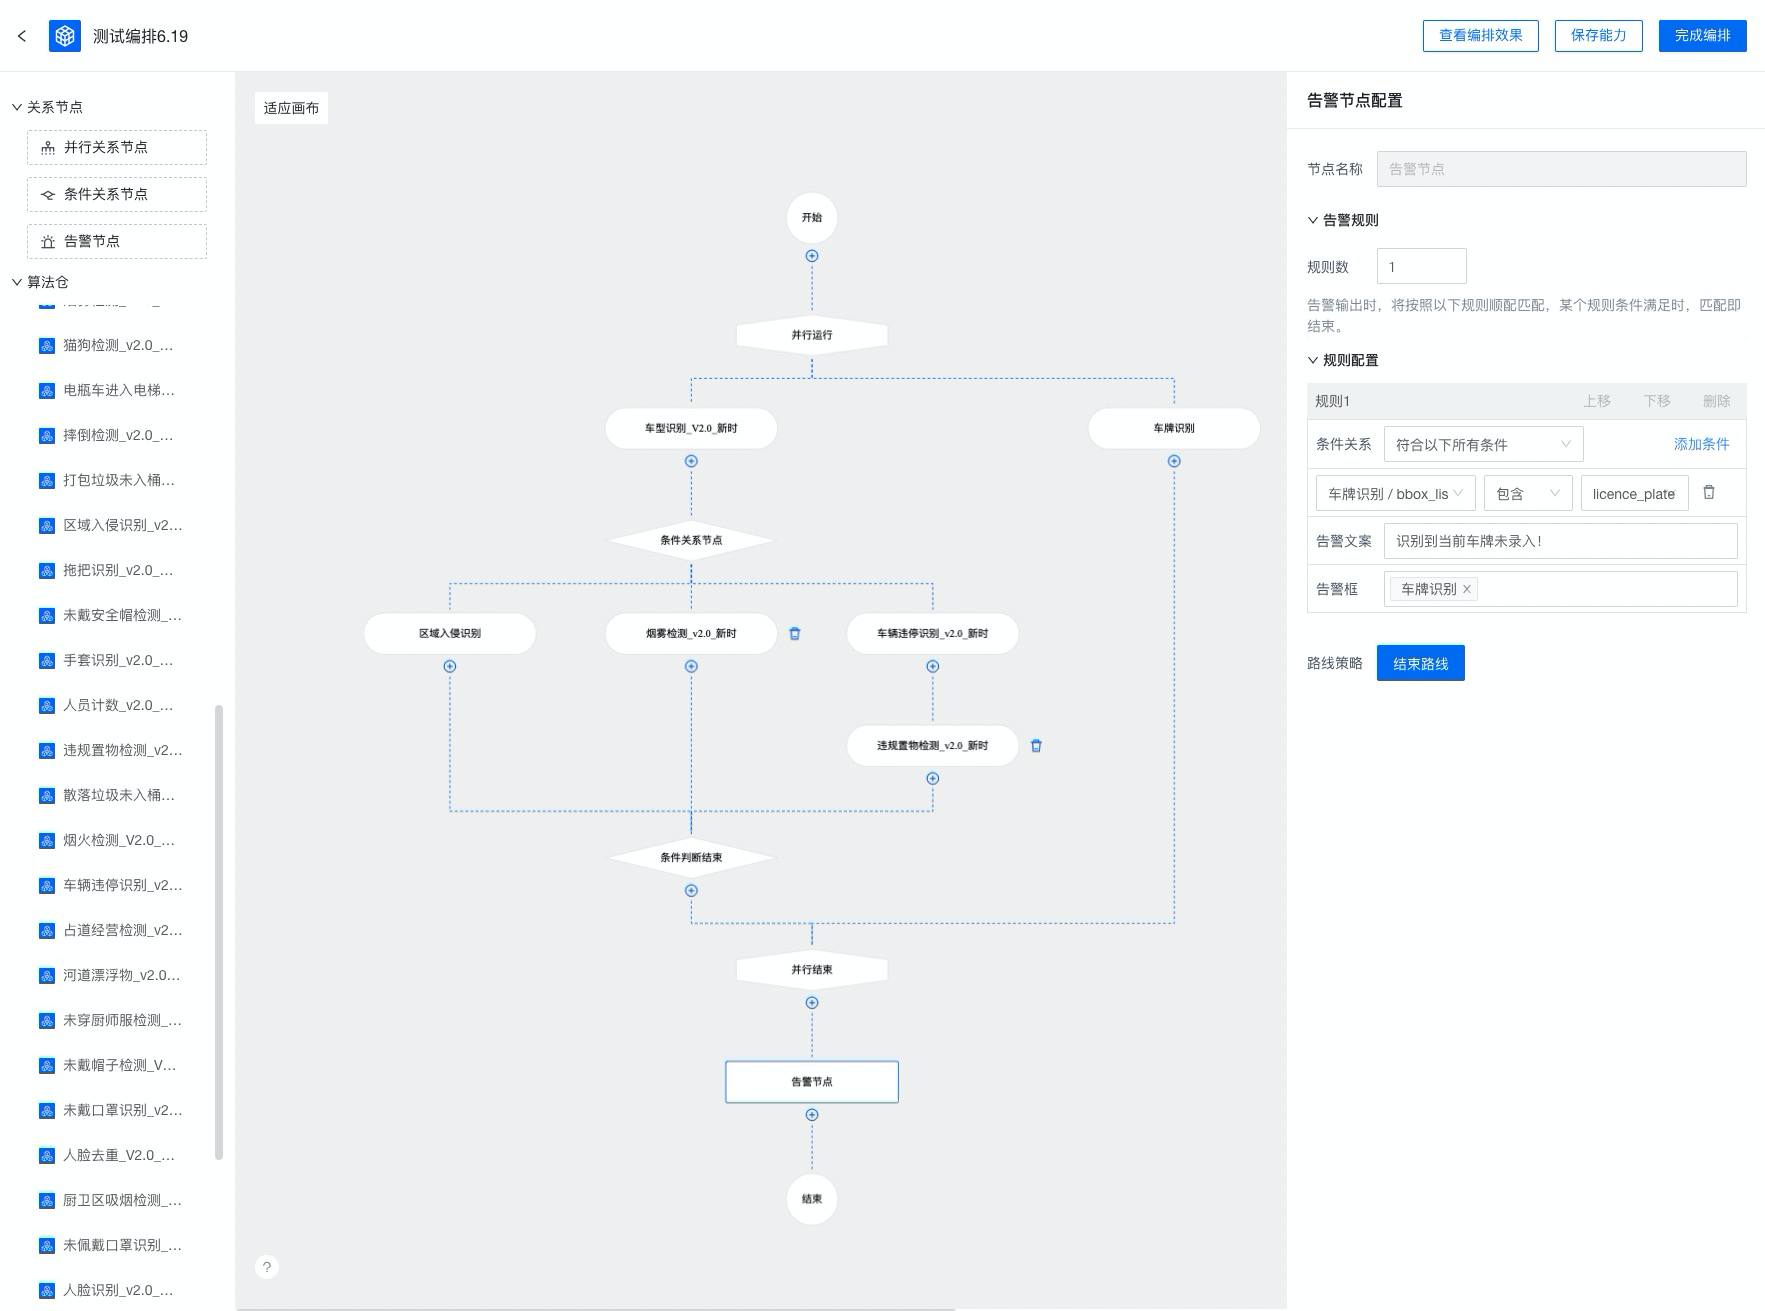 测试编排6.19
查看编排效果
保存能力
完成编排
关系节点
并行关系节点
条件关系节点
告警节点
算法仓
猫狗检测_v2.0_...
电瓶车进入电梯...
摔倒检测_v2.0_...
打包垃圾未入桶...
区域入侵识别_v2...
拖把识别_v2.0_...
未戴安全帽检测_...
手套识别_v2.0_...
人员计数_v2.0_...
违规置物检测_v2...
散落垃圾未入桶...
烟火检测_V2.0_...
车辆违停识别_v2...
占道经营检测_v2...
河道漂浮物_v2.0...
未穿厨师服检测_...
未戴帽子检测_V...
未戴口罩识别_v2...
人脸去重_V2.0_...
厨卫区吸烟检测_...
未佩戴口罩识别_...
人脸识别_v2.0_...
适应画布
开始
并行运行
车型识别_V2.0_新时
车牌识别
条件关系节点
区域入侵识别
烟雾检测_v2.0_新时
车辆违停识别_v2.0_新时
违规置物检测_v2.0_新时
条件判断结束
并行结束
告警节点
结束
?
告警节点配置
节点名称
告警节点
告警规则
规则数
1
告警输出时，将按照以下规则顺配匹配，某个规则条件满足时，匹配即
结束。
规则配置
规则1
上移
下移
删除
条件关系
符合以下所有条件
添加条件
车牌识别 / bbox_lis
包含
licence_plate
告警文案
识别到当前车牌未录入！
告警框
车牌识别
路线策略
结束路线